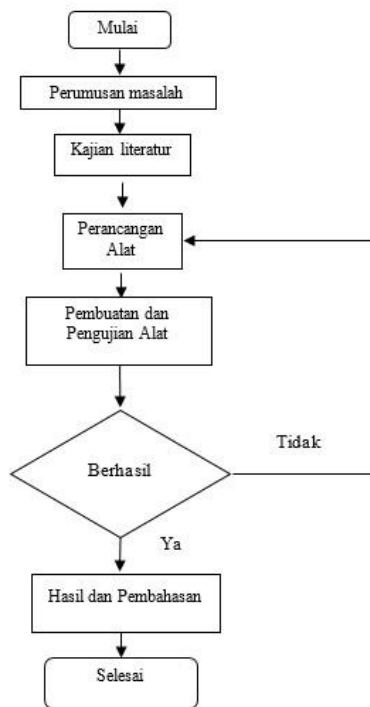 Mulai
Perumusan masalah
Kajian literatur
Perancangan
Alat
Pembuatan dan
Pengujian Alat
Berhasil
Tidak
Ya
Hasil dan Pembahasan
Selesai